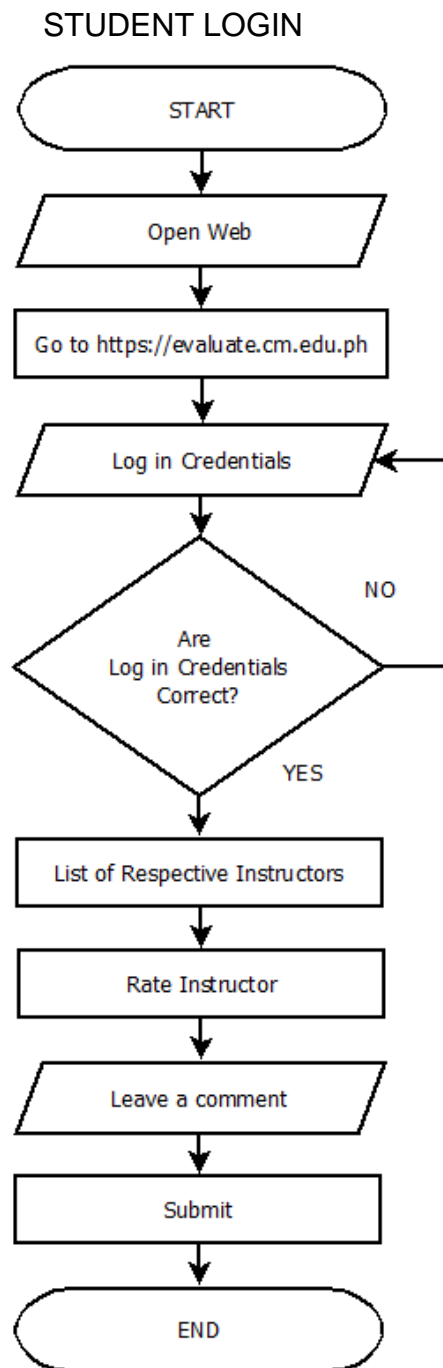 STUDENT LOGIN
START
Open Web
Go to https://evaluate.cm.edu.ph
Log in Credentials
NO
Are
Log in Credentials
Correct?
YES
List of Respective Instructors
Rate Instructor
Leave a comment
Submit
END